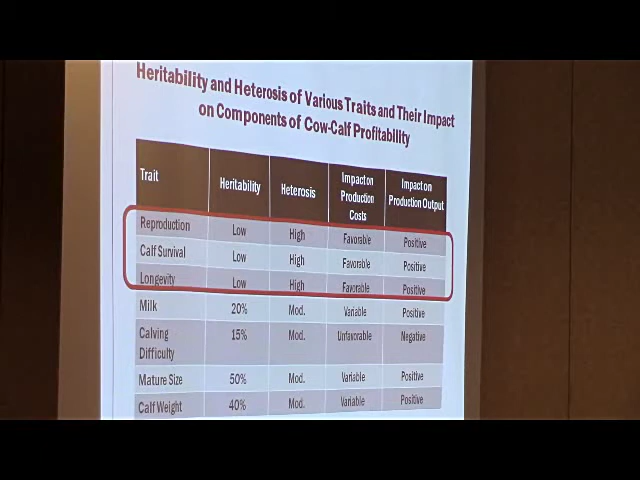 Heritability and Heterosis of Various Traits and Their Impact
on Components of Cow-Calf Profitability
Trait Heritability Heterosis Impact on Production Costs Impact on Production Output
Reproduction Low High Favorable Positive
Calf Survival Low High Favorable Positive
Longevity Low High Favorable Positive
Milk 20% Mod. Variable Positive
Calving Difficulty 15% Mod. Unfavorable Negative
Mature Size 50% Mod. Variable Positive
Calf Weight 40% Mod. Variable Positive